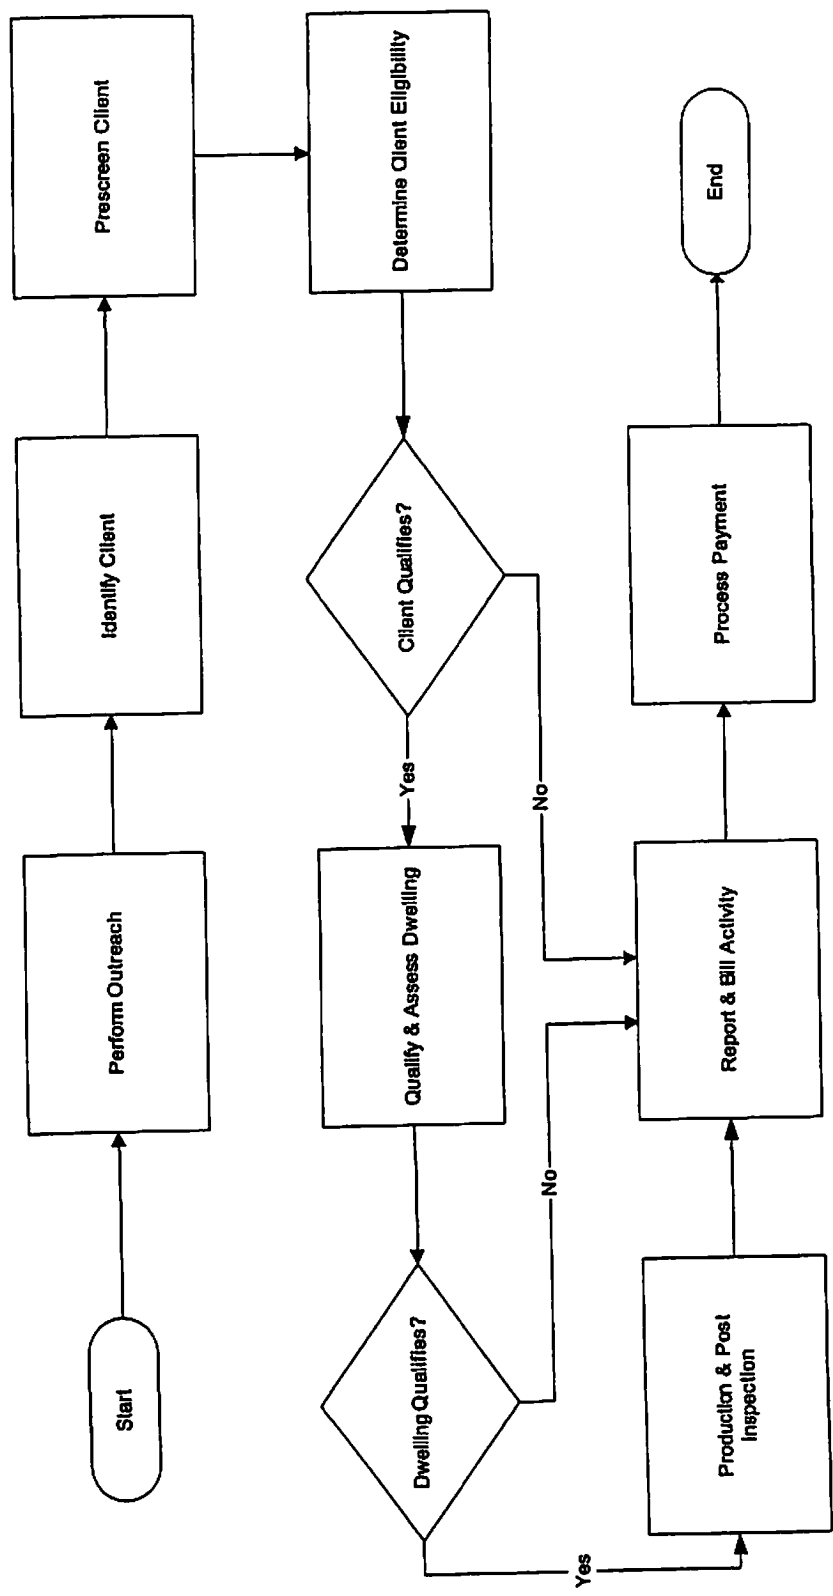 Start
Perform Outreach
Identify Client
Prescreen Client
Determine Client Eligibility
Client Qualifies?
Yes
No
Qualify & Assess Dwelling
Dwelling Qualifies?
No
Yes
Production & Post
Inspection
Report & Bill Activity
Process Payment
End